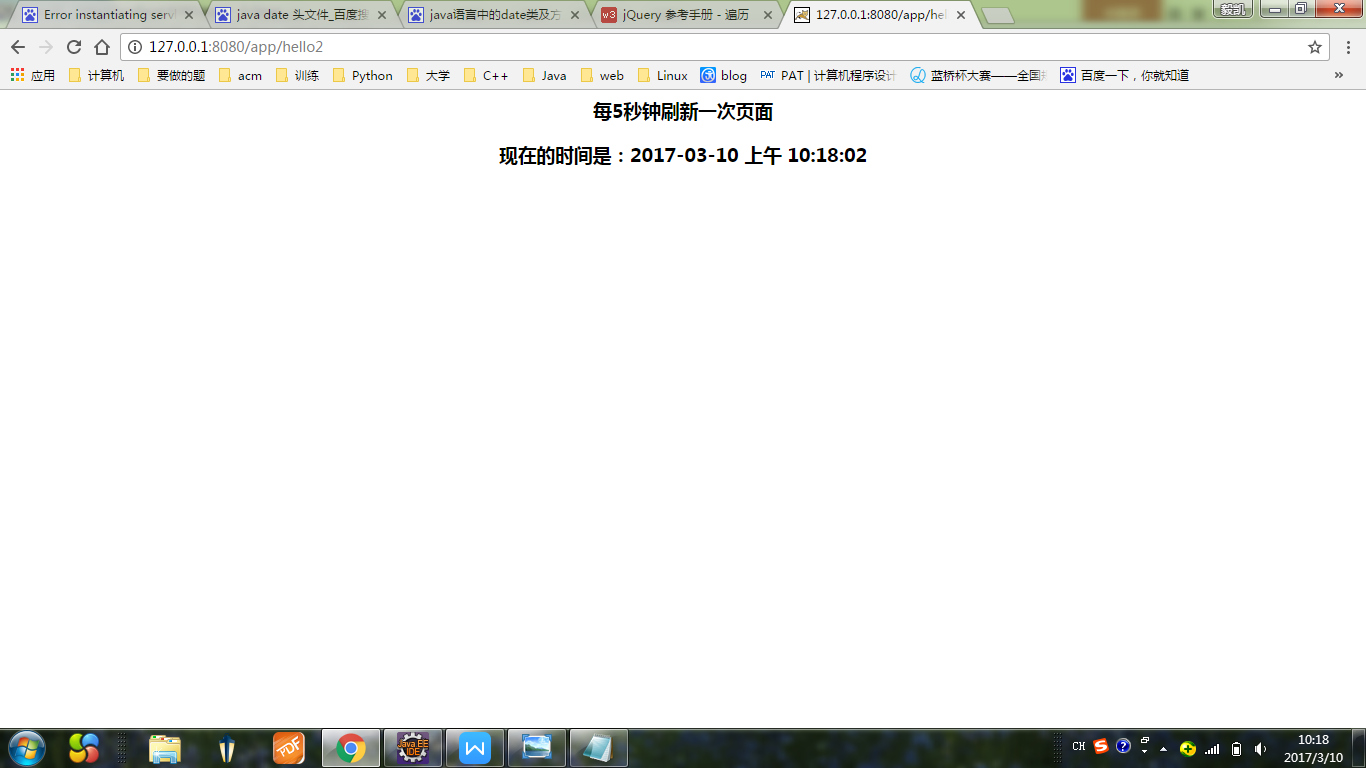 Error instantiating serv
java date 头文件_百度搜
java语言中的date类及方
w3 jQuery 参考手册 - 遍历
127.0.0.1:8080/app/hel
毅凯
127.0.0.1:8080/app/hello2
应用 计算机 要做的题 acm 训练 Python 大学 C++ Java web Linux blog PAT PAT | 计算机程序设计 蓝桥杯大赛——全国 百度一下，你就知道 »
每5秒钟刷新一次页面
现在的时间是：2017-03-10 上午 10:18:02
PDF
Java EE
IDE
W
CH
10:18
2017/3/10